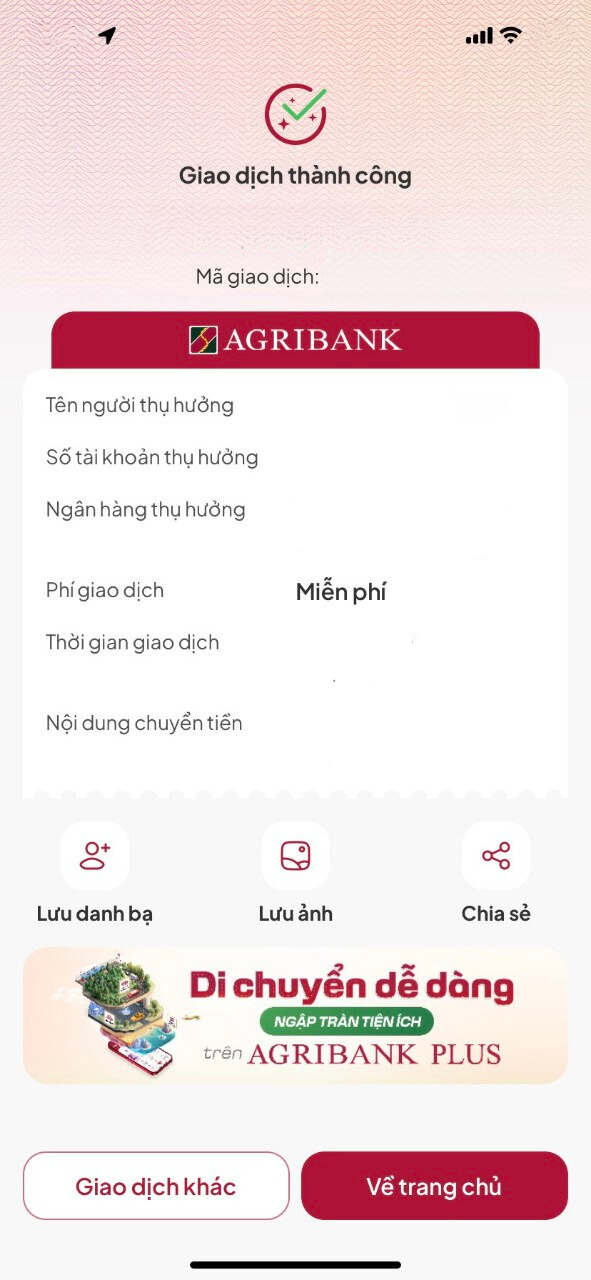 Giao dịch thành công
Mã giao dịch:
AGRIBANK
Tên người thụ hưởng
Số tài khoản thụ hưởng
Ngân hàng thụ hưởng
Phí giao dịch Miễn phí
Thời gian giao dịch
Nội dung chuyển tiền
Lưu danh bạ Lưu ảnh Chia sẻ
Di chuyển dễ dàng
NGẬP TRÀN TIỆN ÍCH
trên AGRIBANK PLUS
Giao dịch khác Về trang chủ